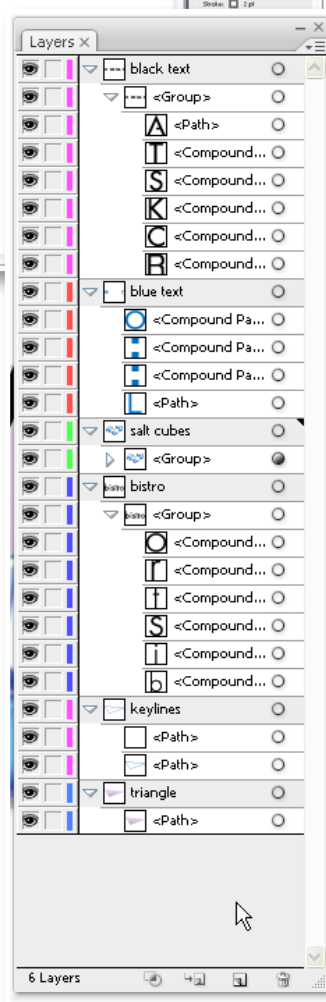 Stroke: 2 pt
Layers ×
black text
<Group>
A <Path>
T <Compound...
S <Compound...
K <Compound...
C <Compound...
R <Compound...
blue text
O <Compound Pa...
<Compound Pa...
<Compound Pa...
L <Path>
salt cubes
<Group>
bistro bistro
bistro <Group>
o <Compound...
r <Compound...
t <Compound...
S <Compound...
i <Compound...
b <Compound...
keylines
<Path>
<Path>
triangle
<Path>
6 Layers